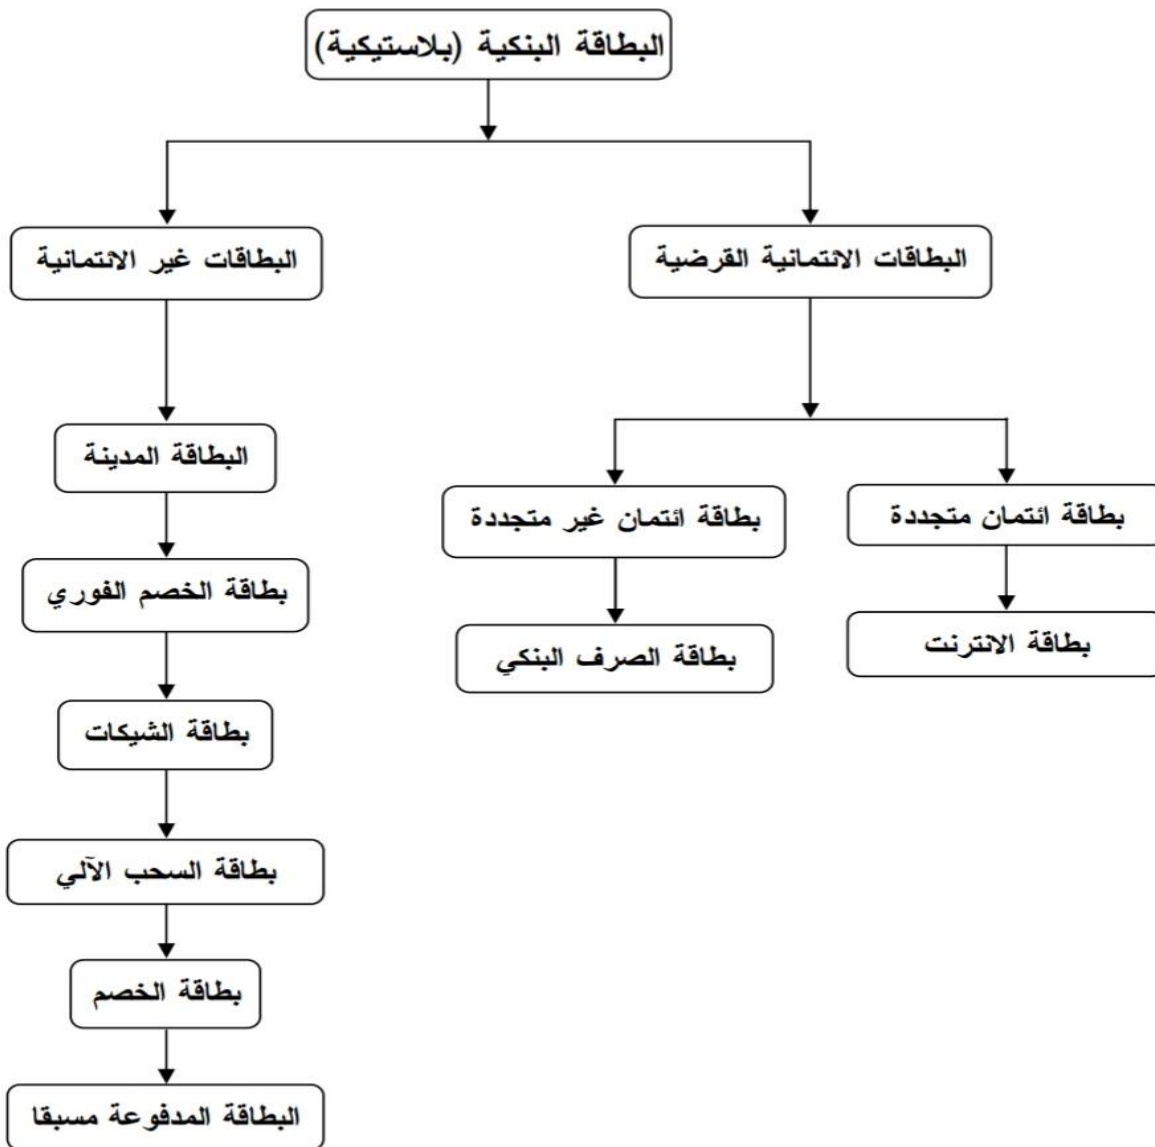 البطاقة البنكية (بلاستيكية)
البطاقات الائتمانية القرضية
البطاقات غير الائتمانية
بطاقة ائتمان متجددة
بطاقة ائتمان غير متجددة
بطاقة الانترنت
بطاقة الصرف البنكي
البطاقة المدينة
بطاقة الخصم الفوري
بطاقة الشيكات
بطاقة السحب الآلي
بطاقة الخصم
البطاقة المدفوعة مسبقا